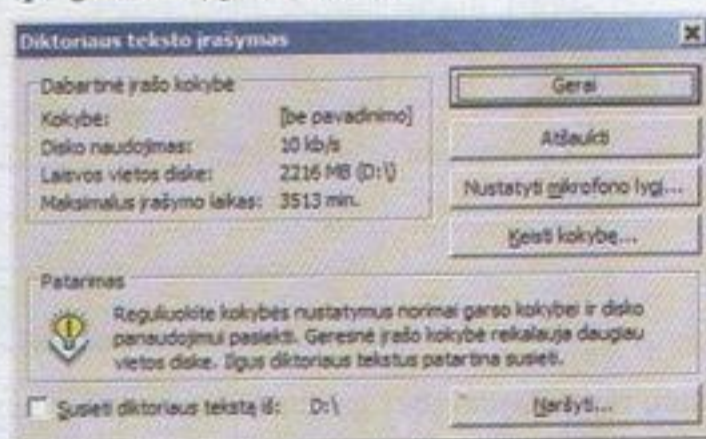 Diktoriaus teksto įrašymas
Dabartinė įrašo kokybė
Kokybė: [be pavadinimo]
Disko naudojimas: 10 kb/s
Laisvos vietos diske: 2216 MB (D:\)
Maksimalus įrašymo laikas: 3513 min.
Gerai
Atšaukti
Nustatyti mikrofono lygį...
Keisti kokybę...
Patarimas
Reguliuokite kokybės nustatymus norimai garso kokybei ir disko
panaudojimui pasiekti. Geresnė įrašo kokybė reikalauja daugiau
vietos diske. Ilgus diktoriaus tekstus patartina susieti.
Susieti diktoriaus tekstą iš: D:\
Naršyti...